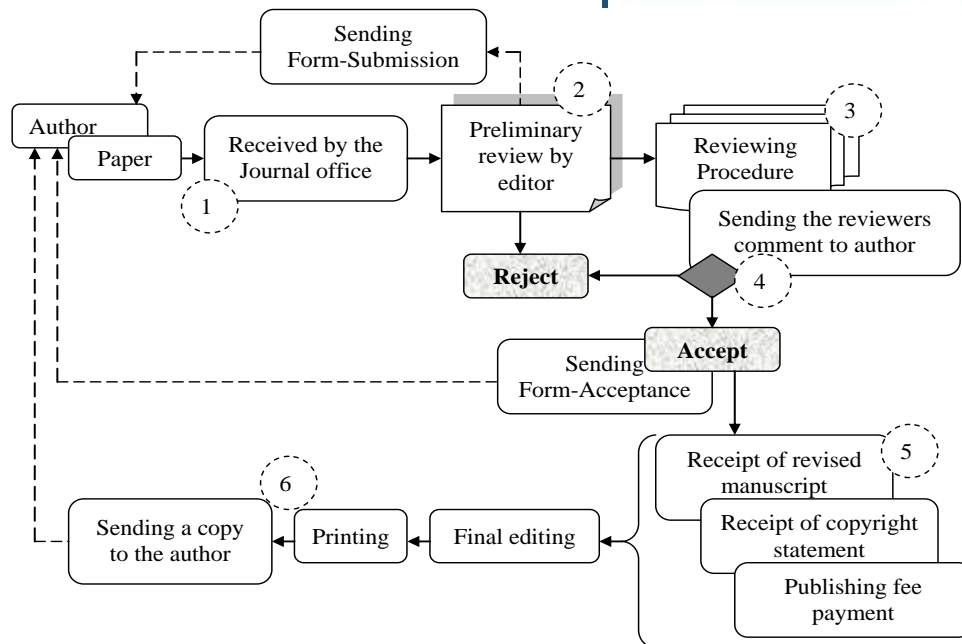 Sending
Form-Submission
2
3
Author
Paper
Received by the
Journal office
1
Preliminary
review by
editor
Reviewing
Procedure
Sending the reviewers
comment to author
Reject
4
Accept
Sending
Form-Acceptance
5
Receipt of revised
manuscript
Receipt of copyright
statement
Publishing fee
payment
Final editing
Printing
6
Sending a copy
to the author